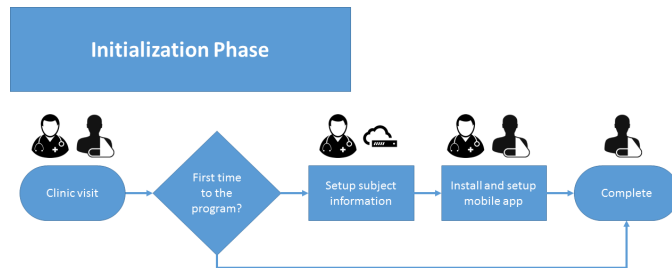 Initialization Phase
Clinic visit
First time
to the
program?
Setup subject
information
Install and setup
mobile app
Complete